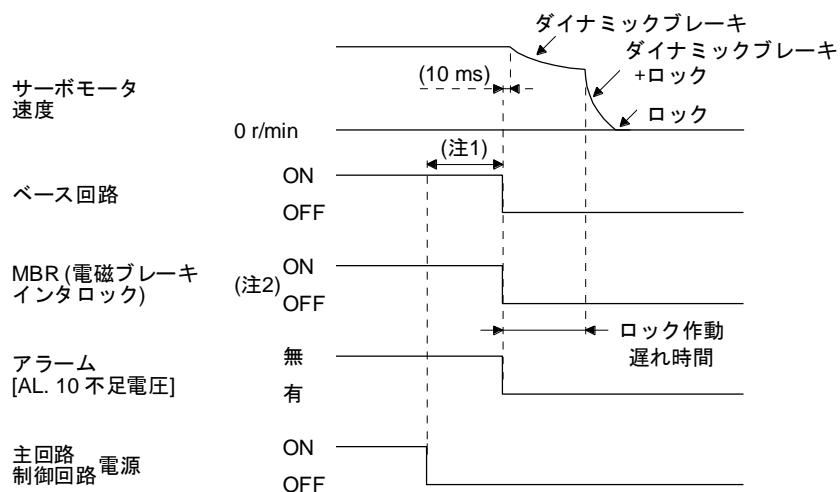 ダイナミックブレーキ
ダイナミックブレーキ
+ロック
ロック
(10 ms)
サーボモータ
速度
0 r/min
(注1)
ベース回路
ON
OFF
MBR (電磁ブレーキ
インタロック)
(注2)
ON
OFF
ロック作動
遅れ時間
アラーム
[AL. 10 不足電圧]
無
有
主回路
制御回路
電源
ON
OFF